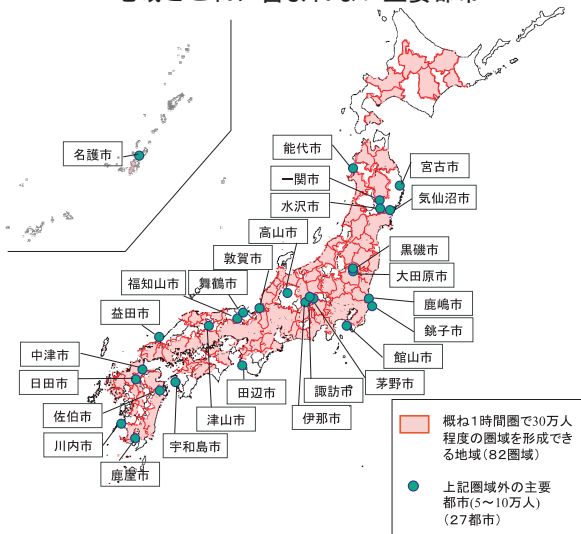 名護市
能代市
宮古市
一関市
気仙沼市
水沢市
高山市
黒磯市
敦賀市
大田原市
福知山市
舞鶴市
鹿嶋市
益田市
銚子市
中津市
館山市
日田市
田辺市
諏訪市
茅野市
佐伯市
津山市
伊那市
川内市
宇和島市
鹿屋市
概ね1時間圏で30万人
程度の圏域を形成でき
る地域(82圏域)
上記圏域外の主要
都市(5～10万人)
(27都市)